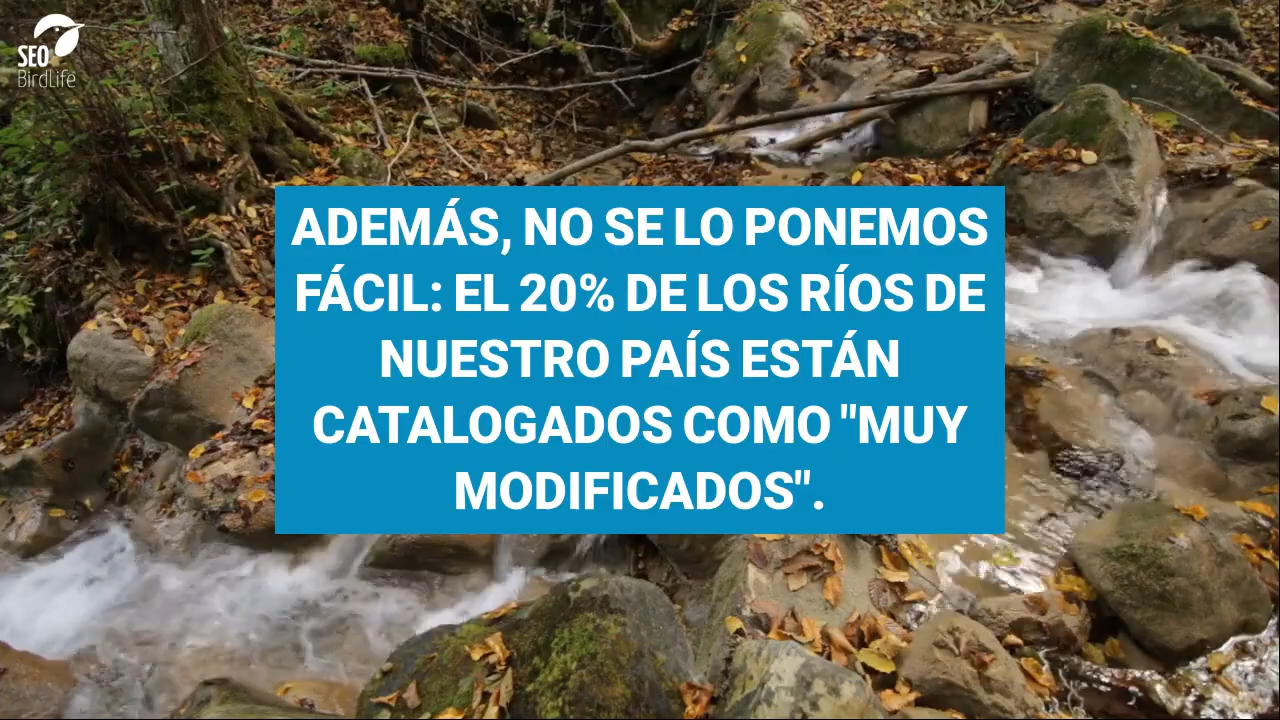 SEO
BirdLife
ADEMÁS, NO SE LO PONEMOS
FÁCIL: EL 20% DE LOS RÍOS DE
NUESTRO PAÍS ESTÁN
CATALOGADOS COMO "MUY
MODIFICADOS".